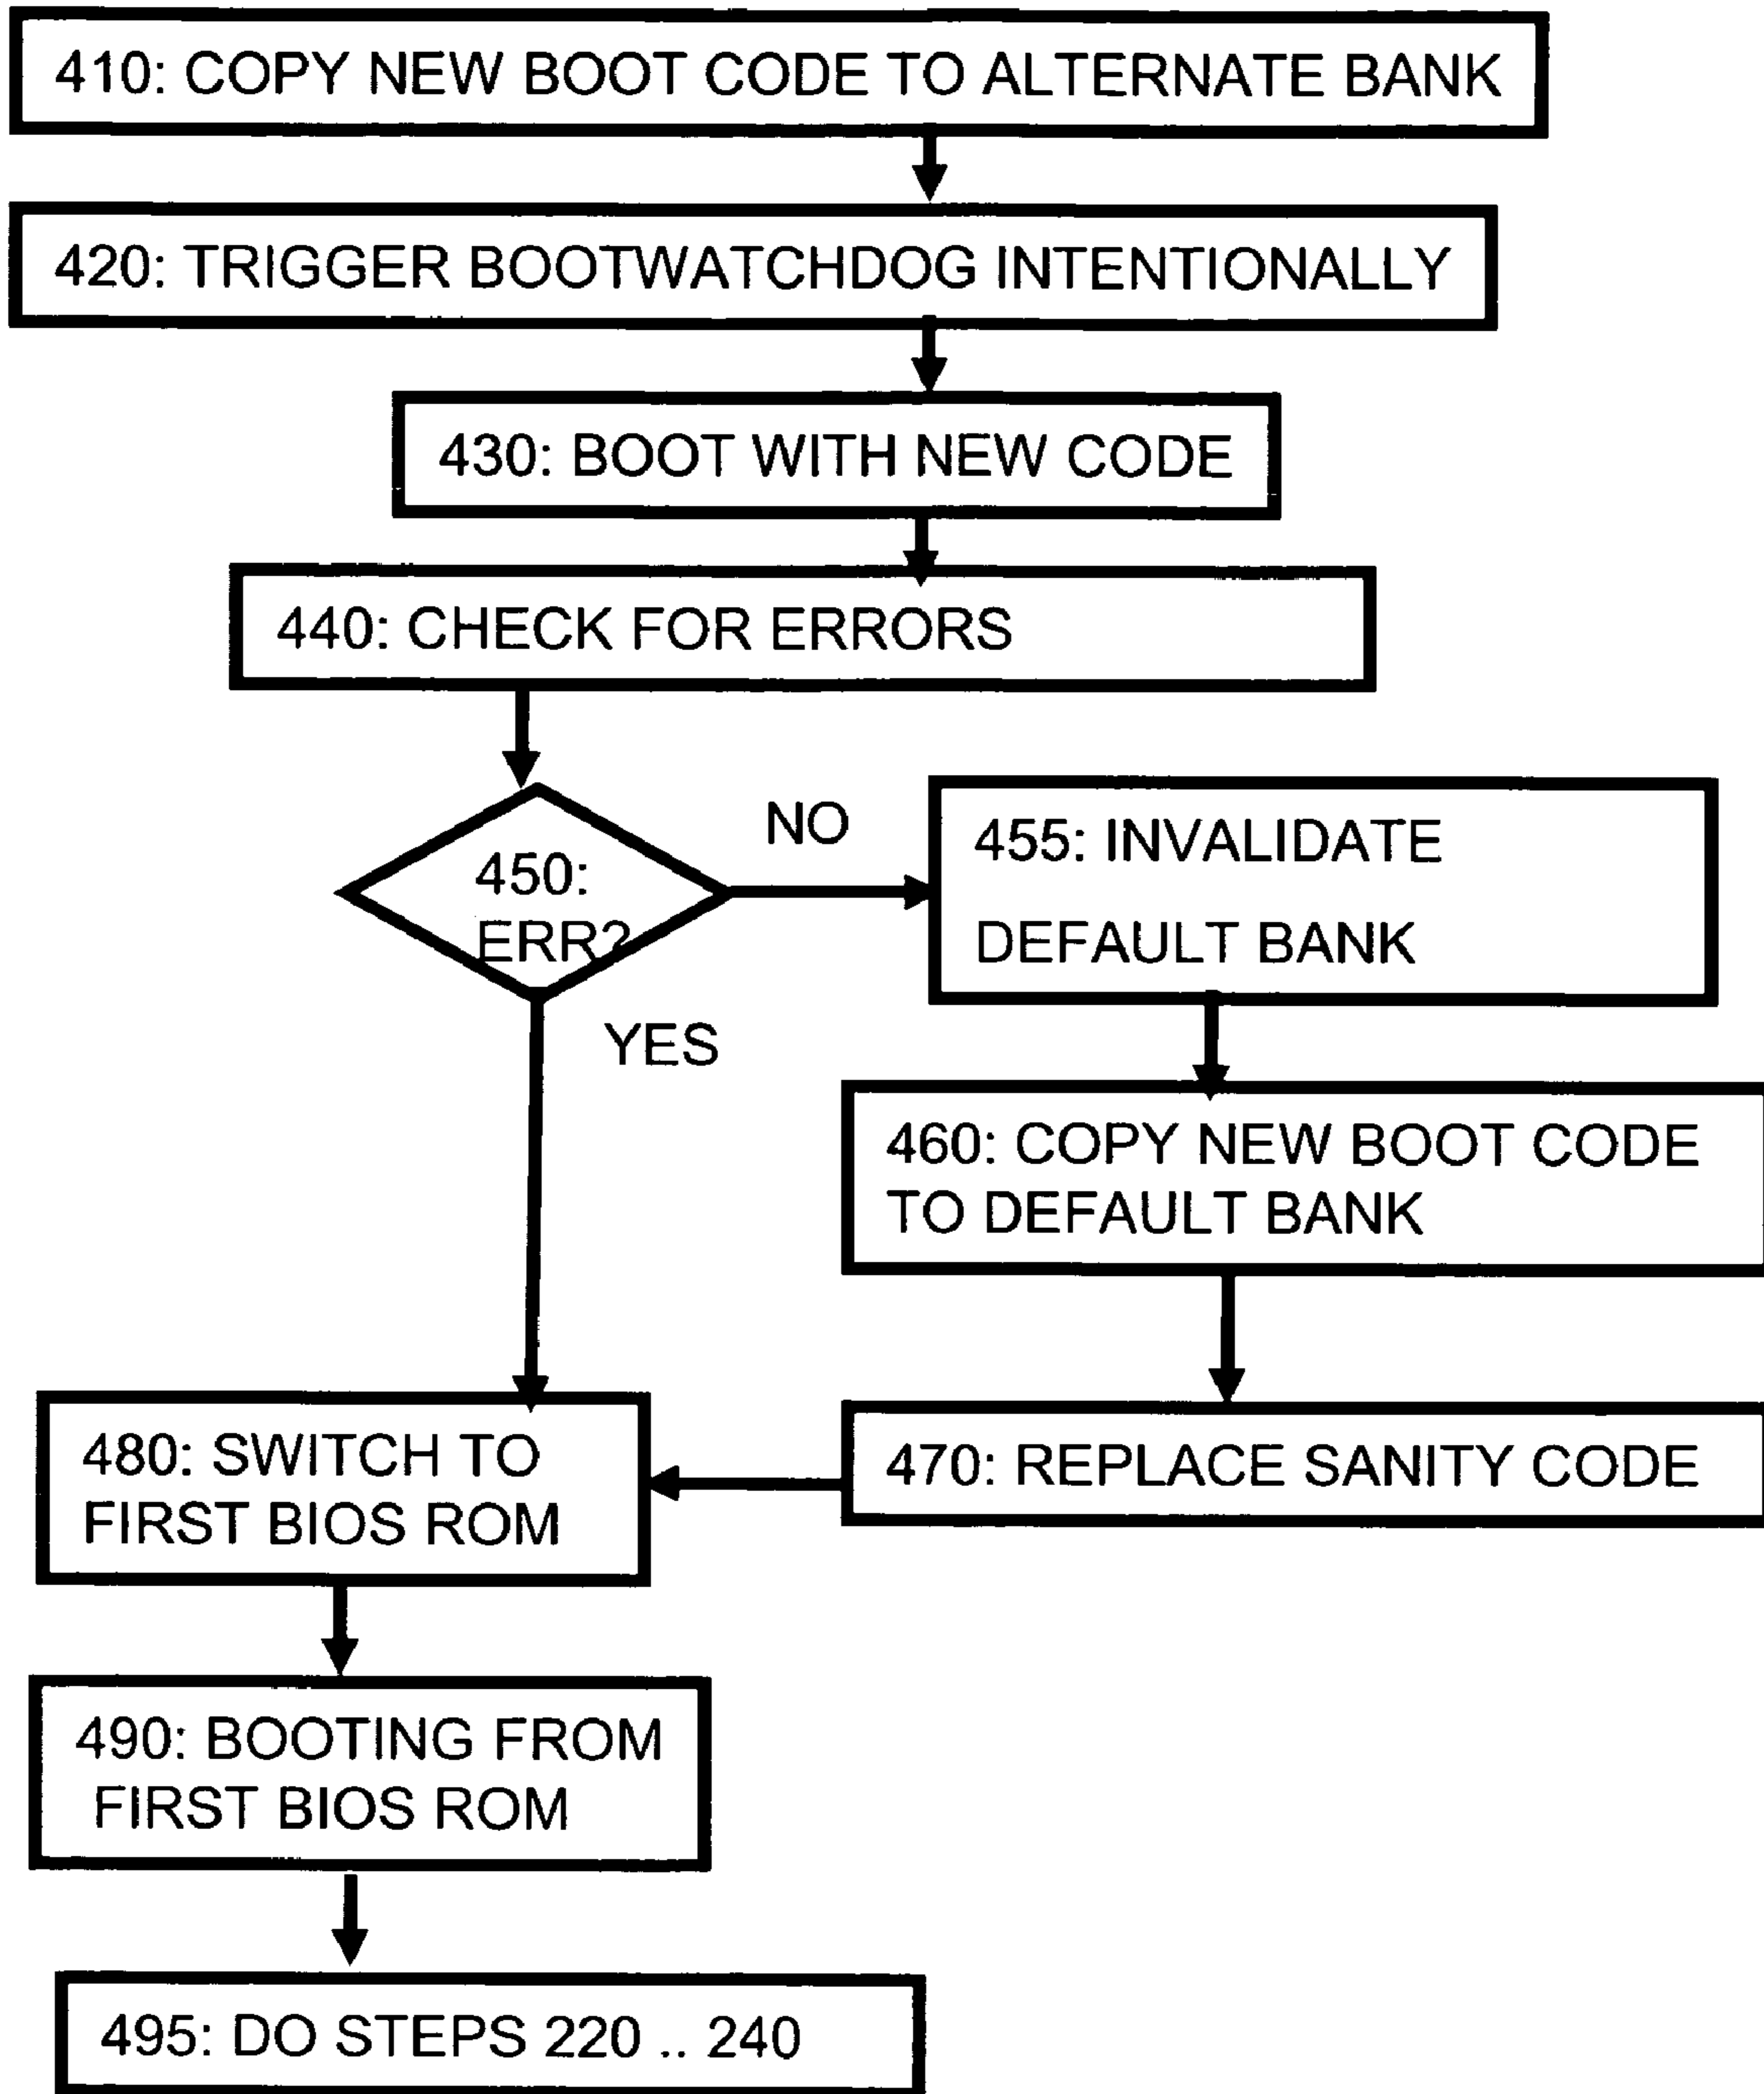 410: COPY NEW BOOT CODE TO ALTERNATE BANK
420: TRIGGER BOOTWATCHDOG INTENTIONALLY
430: BOOT WITH NEW CODE
440: CHECK FOR ERRORS
450:
ERR?
NO
455: INVALIDATE
DEFAULT BANK
YES
460: COPY NEW BOOT CODE
TO DEFAULT BANK
470: REPLACE SANITY CODE
480: SWITCH TO
FIRST BIOS ROM
490: BOOTING FROM
FIRST BIOS ROM
495: DO STEPS 220 .. 240